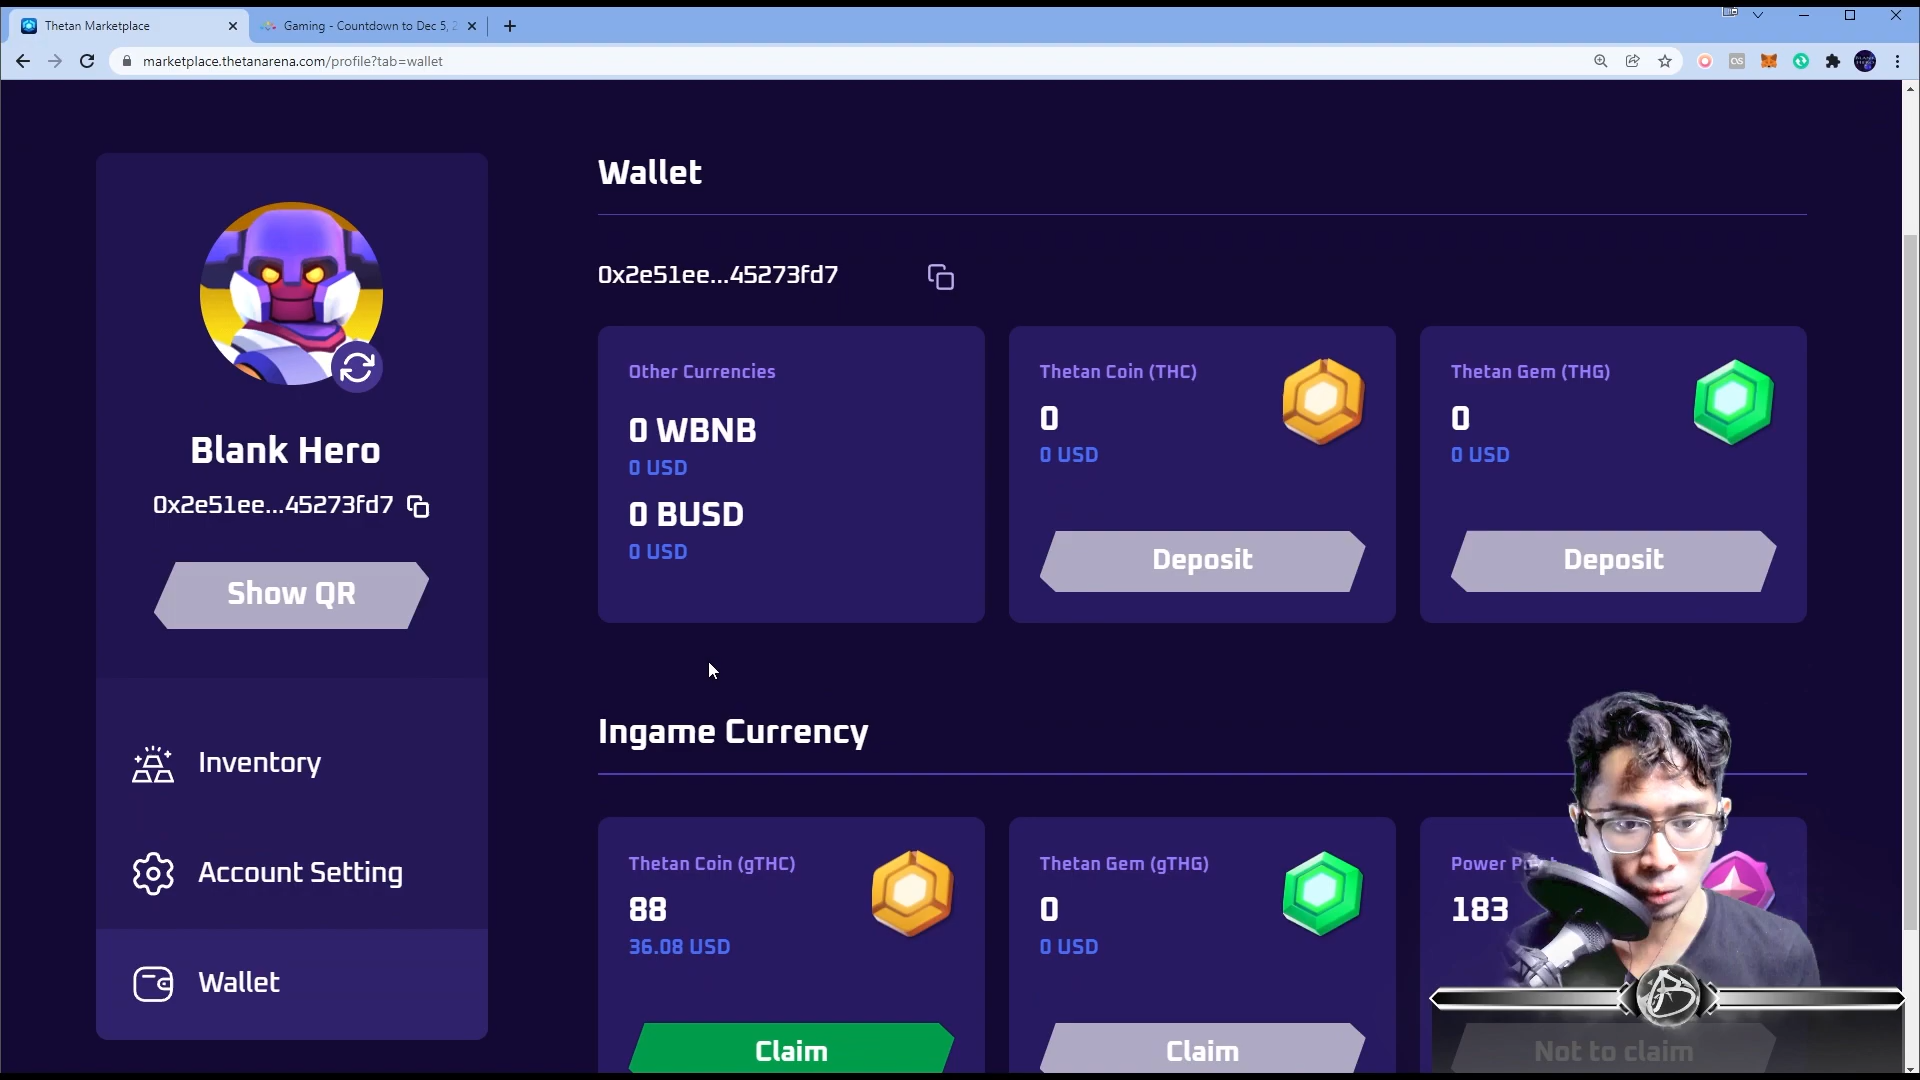 Thetan Marketplace
Gaming - Countdown to Dec 5, 2
marketplace.thetanarena.com/profile?tab=wallet
Blank Hero
0x2e51ee...45273fd7
Show QR
Inventory
Account Setting
Wallet
Wallet
0x2e51ee...45273fd7
Other Currencies
0 WBNB
0 USD
0 BUSD
0 USD
Thetan Coin (THC)
0
0 USD
Deposit
Thetan Gem (THG)
0
0 USD
Deposit
Ingame Currency
Thetan Coin (gTHC)
88
36.08 USD
Claim
Thetan Gem (gTHG)
0
0 USD
Claim
Power
183
Not to claim